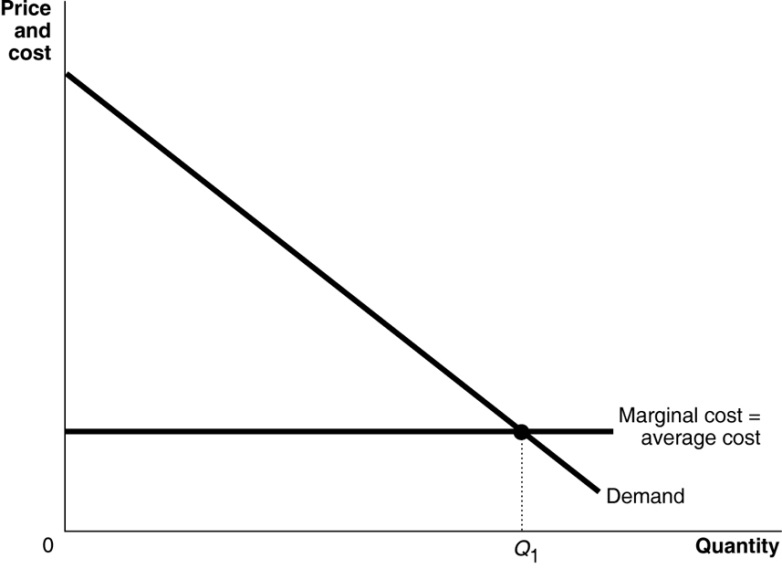 Price
and
cost
Marginal cost =
average cost
Demand
0
Q1
Quantity